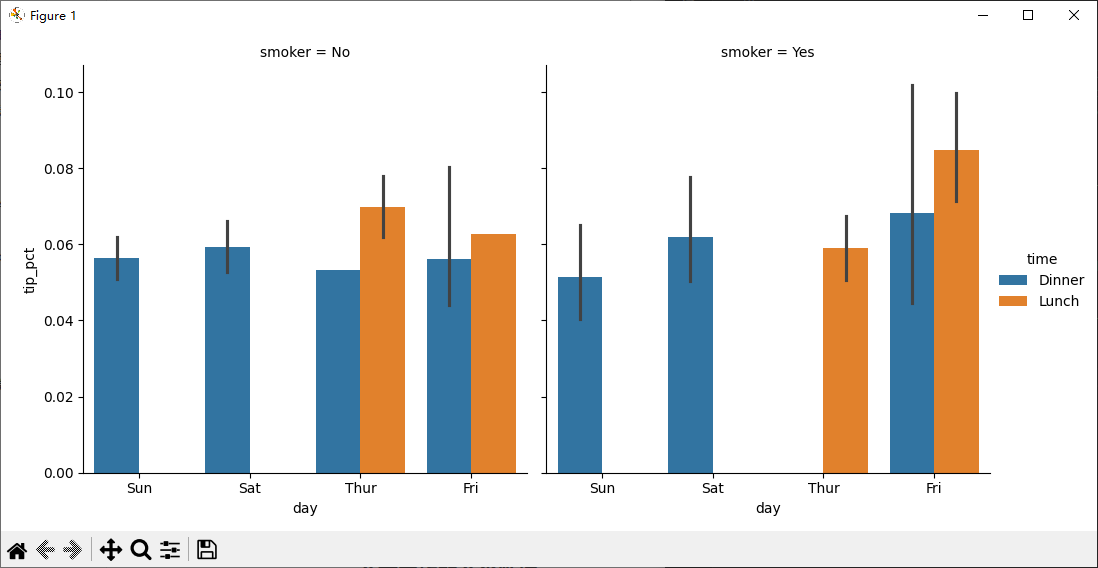 Figure 1
smoker = No
smoker = Yes
tip_pct
0.10
0.08
0.06
0.04
0.02
0.00
Sun Sat Thur Fri
day
Sun Sat Thur Fri
day
time
Dinner
Lunch